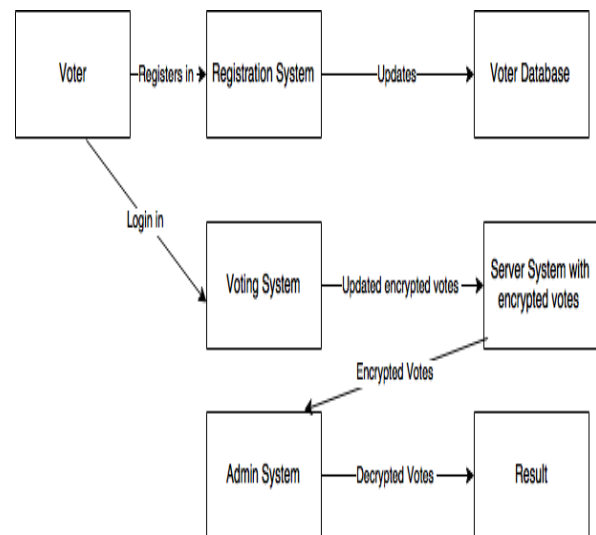 Voter
Registers in
Registration System
Updates
Voter Database
Login in
Voting System
Updated encrypted votes
Server System with
encrypted votes
Encrypted Votes
Admin System
Decrypted Votes
Result